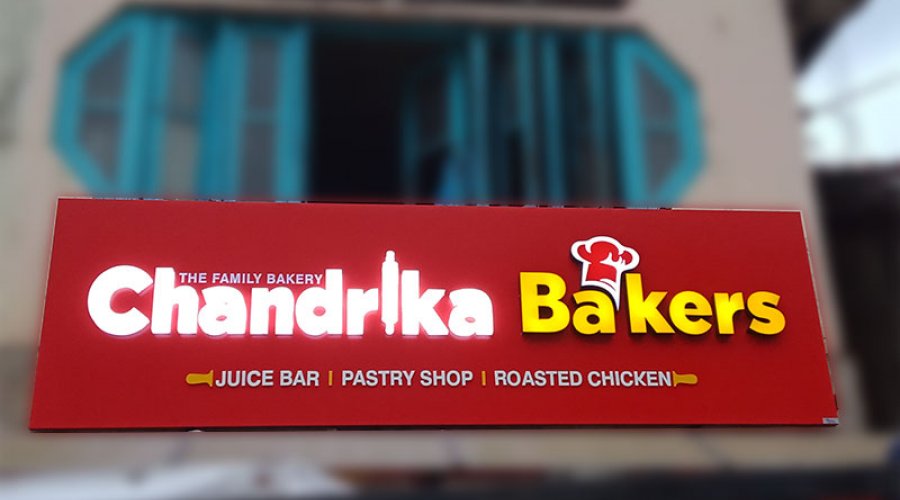 THE FAMILY BAKERY
Chandrika Bakers
JUICE BAR | PASTRY SHOP | ROASTED CHICKEN